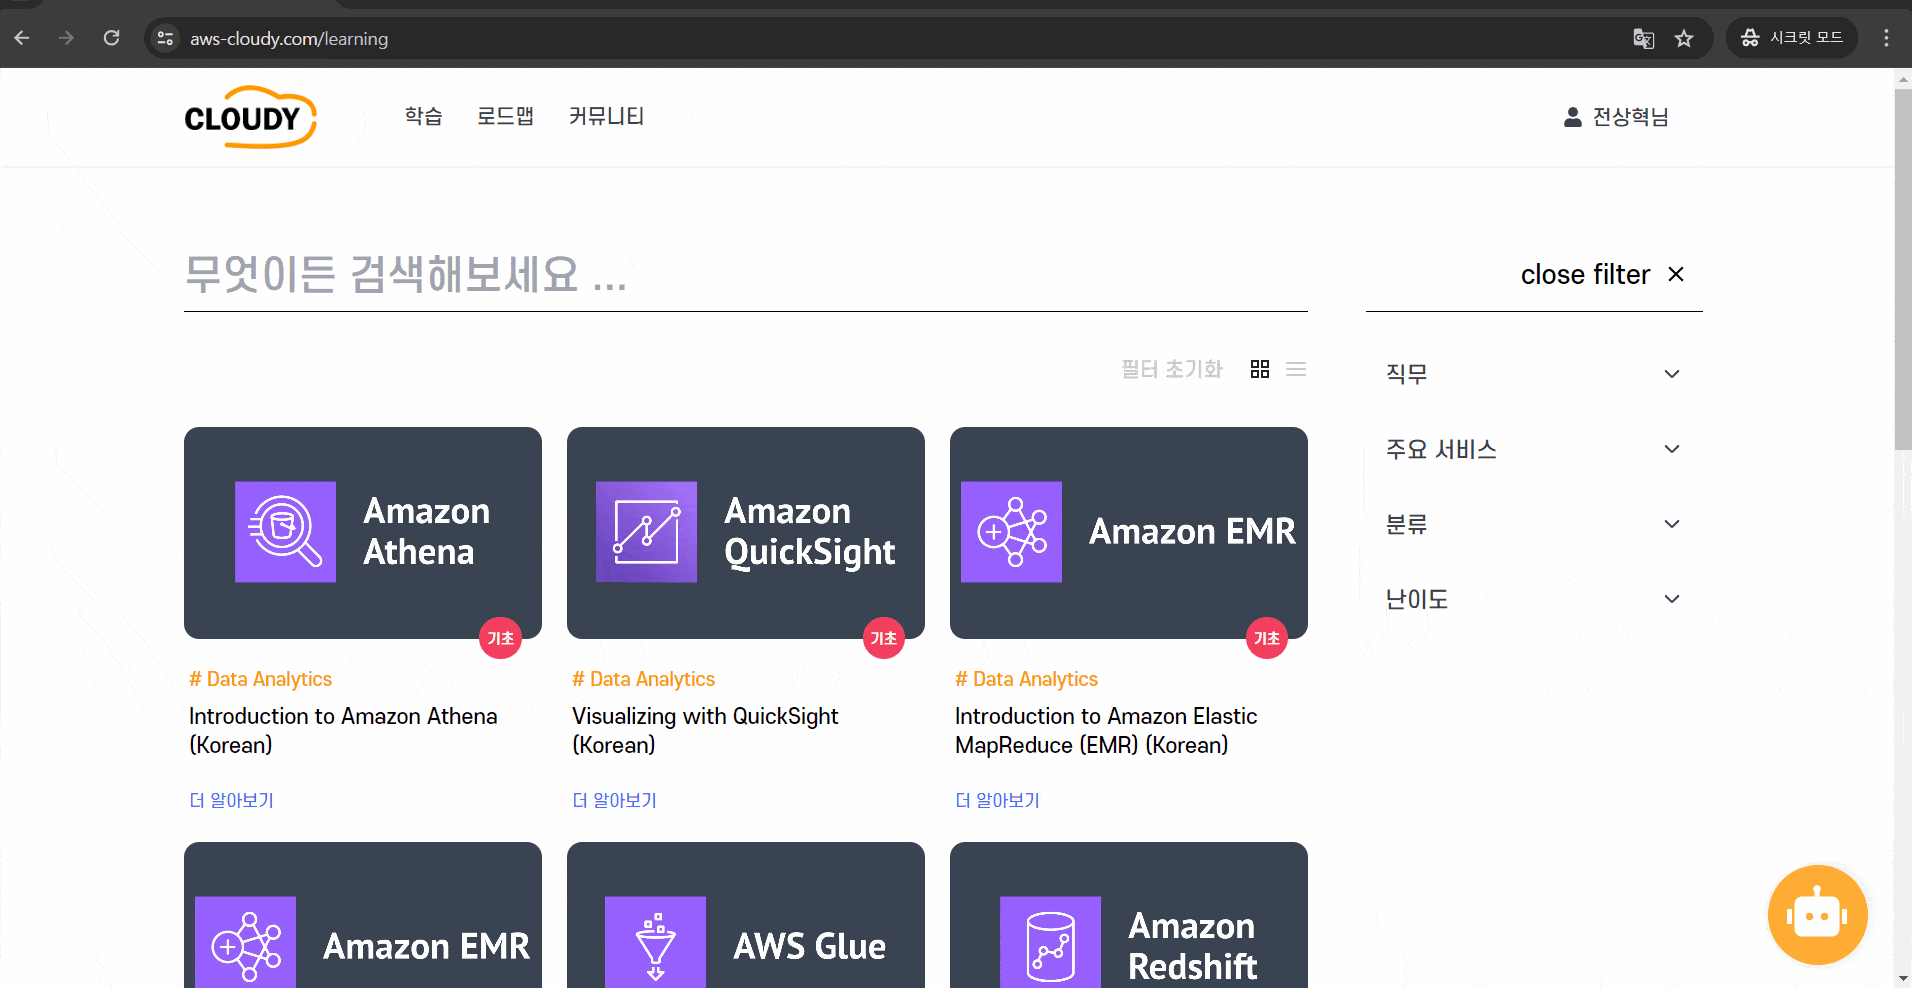 aws-cloudy.com/learning
시크릿 모드
CLOUDY
학습
로드맵
커뮤니티
전상혁님
무엇이든 검색해보세요 ...
close filter
필터 초기화
직무
주요 서비스
분류
난이도
Amazon
Athena
기초
# Data Analytics
Introduction to Amazon Athena
(Korean)
더 알아보기
Amazon
QuickSight
기초
# Data Analytics
Visualizing with QuickSight
(Korean)
더 알아보기
Amazon EMR
기초
# Data Analytics
Introduction to Amazon Elastic
MapReduce (EMR) (Korean)
더 알아보기
Amazon EMR
AWS Glue
Amazon
Redshift